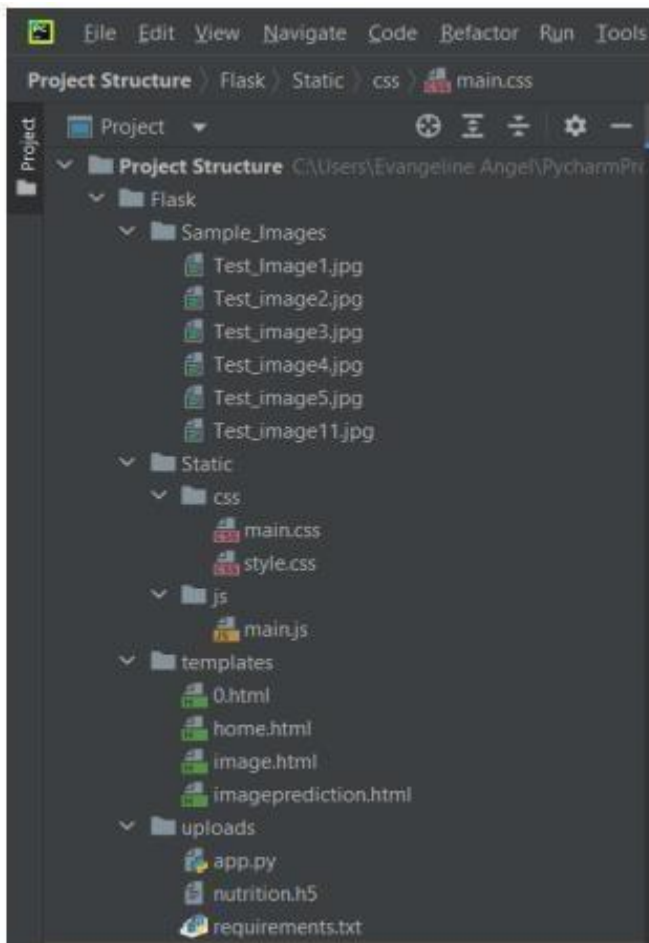 File Edit View Navigate Code Refactor Run Tools
Project Structure Flask Static css main.css
Project
Project
Project Structure C:\Users\Evangeline Angel\PycharmPro
Flask
Sample_Images
Test_Image1.jpg
Test_image2.jpg
Test_image3.jpg
Test_image4.jpg
Test_image5.jpg
Test_image11.jpg
Static
css
main.css
style.css
js
main.js
templates
0.html
home.html
image.html
imageprediction.html
uploads
app.py
nutrition.h5
requirements.txt